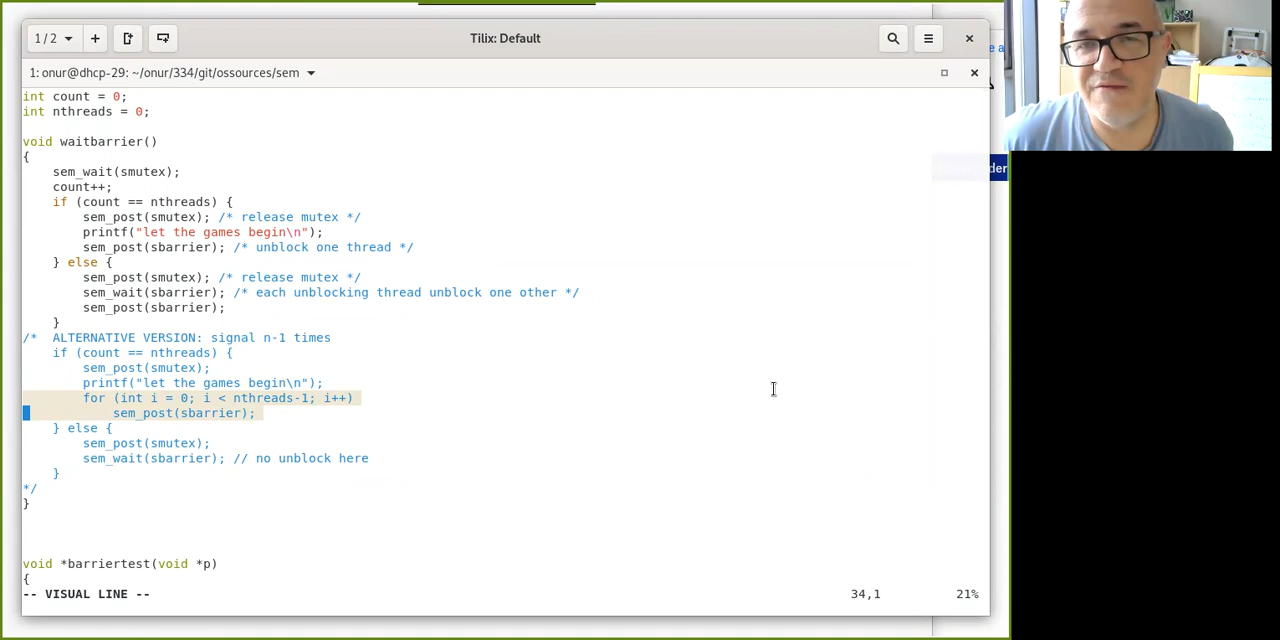 1 / 2
Tilix: Default
1: onur@dhcp-29: ~/onur/334/git/ossources/sem
e a
der
int count = 0;
int nthreads = 0;
void waitbarrier()
{
    sem_wait(smutex);
    count++;
    if (count == nthreads) {
        sem_post(smutex); /* release mutex */
        printf("let the games begin\n");
        sem_post(sbarrier); /* unblock one thread */
    } else {
        sem_post(smutex); /* release mutex */
        sem_wait(sbarrier); /* each unblocking thread unblock one other */
        sem_post(sbarrier);
    }
/*  ALTERNATIVE VERSION: signal n-1 times
    if (count == nthreads) {
        sem_post(smutex);
        printf("let the games begin\n");
        for (int i = 0; i < nthreads-1; i++)
            sem_post(sbarrier);
    } else {
        sem_post(smutex);
        sem_wait(sbarrier); // no unblock here
    }
*/
}
void *barriertest(void *p)
{
-- VISUAL LINE -- 34,1 21%